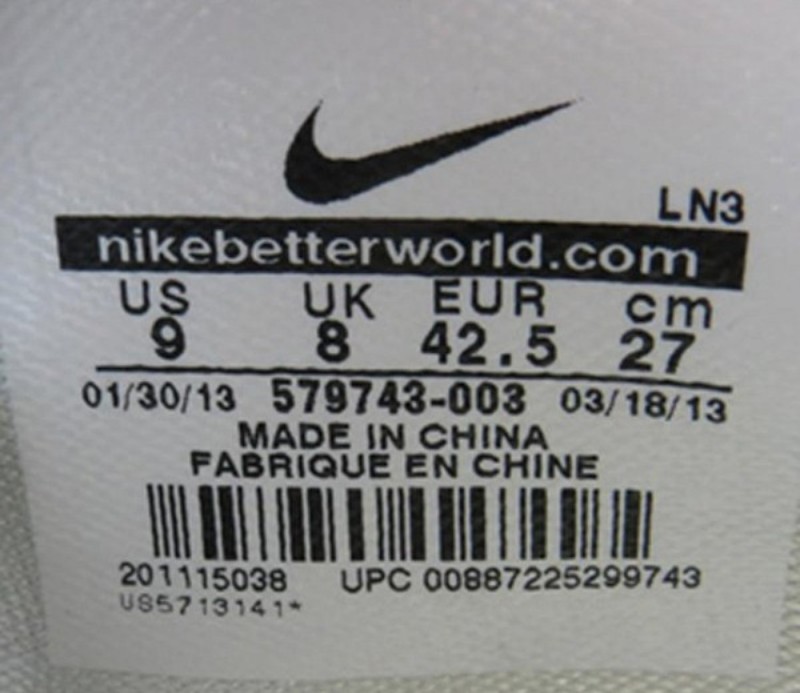 LN3
nikebetterworld.com
US UK EUR cm
9 8 42.5 27
01/30/13 579743-003 03/18/13
MADE IN CHINA
FABRIQUE EN CHINE
201115038 UPC 00887225299743
US5713141*